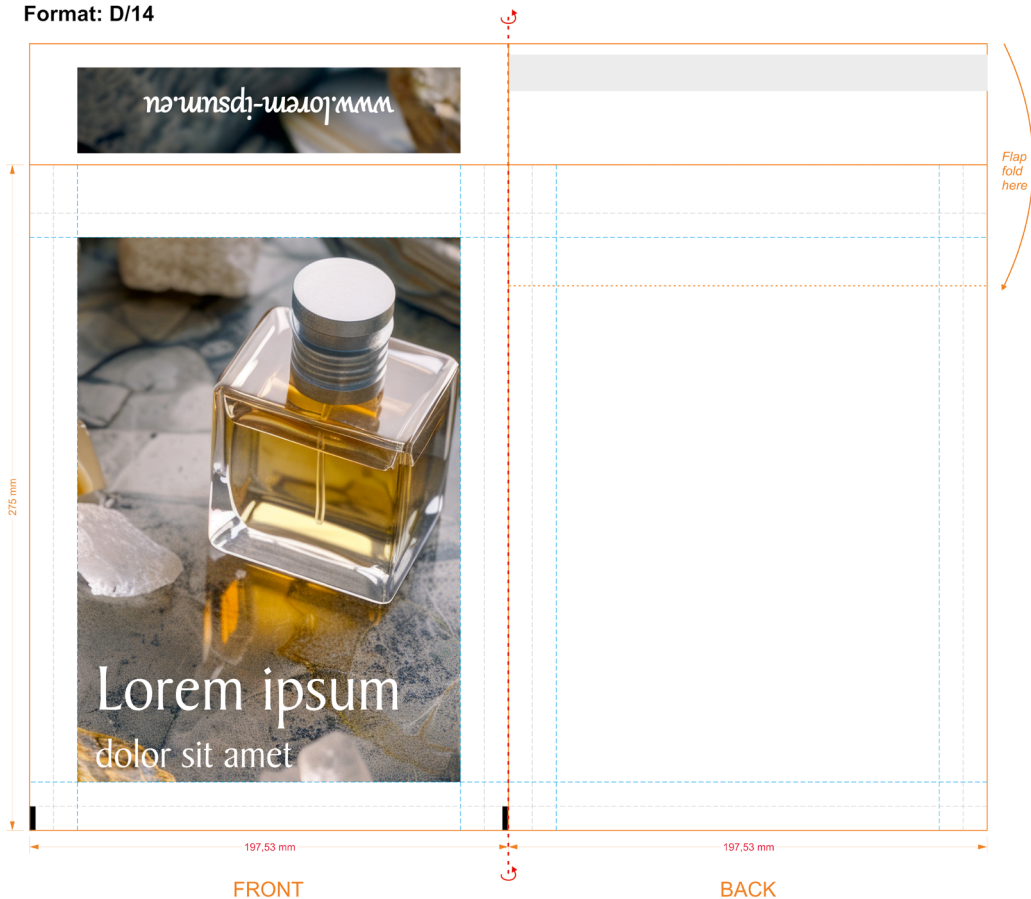 Format: D/14
www.lorem-ipsum.eu
Flap
fold
here
275 mm
Lorem ipsum
dolor sit amet
197,53 mm
197,53 mm
FRONT
BACK